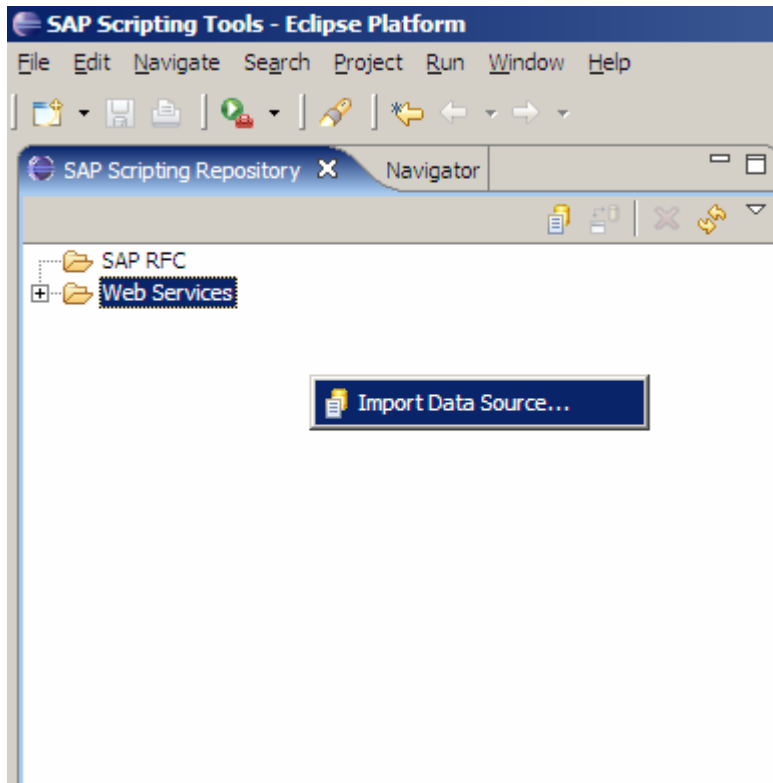 SAP Scripting Tools - Eclipse Platform
File Edit Navigate Search Project Run Window Help
SAP Scripting Repository Navigator
SAP RFC
Web Services
Import Data Source...